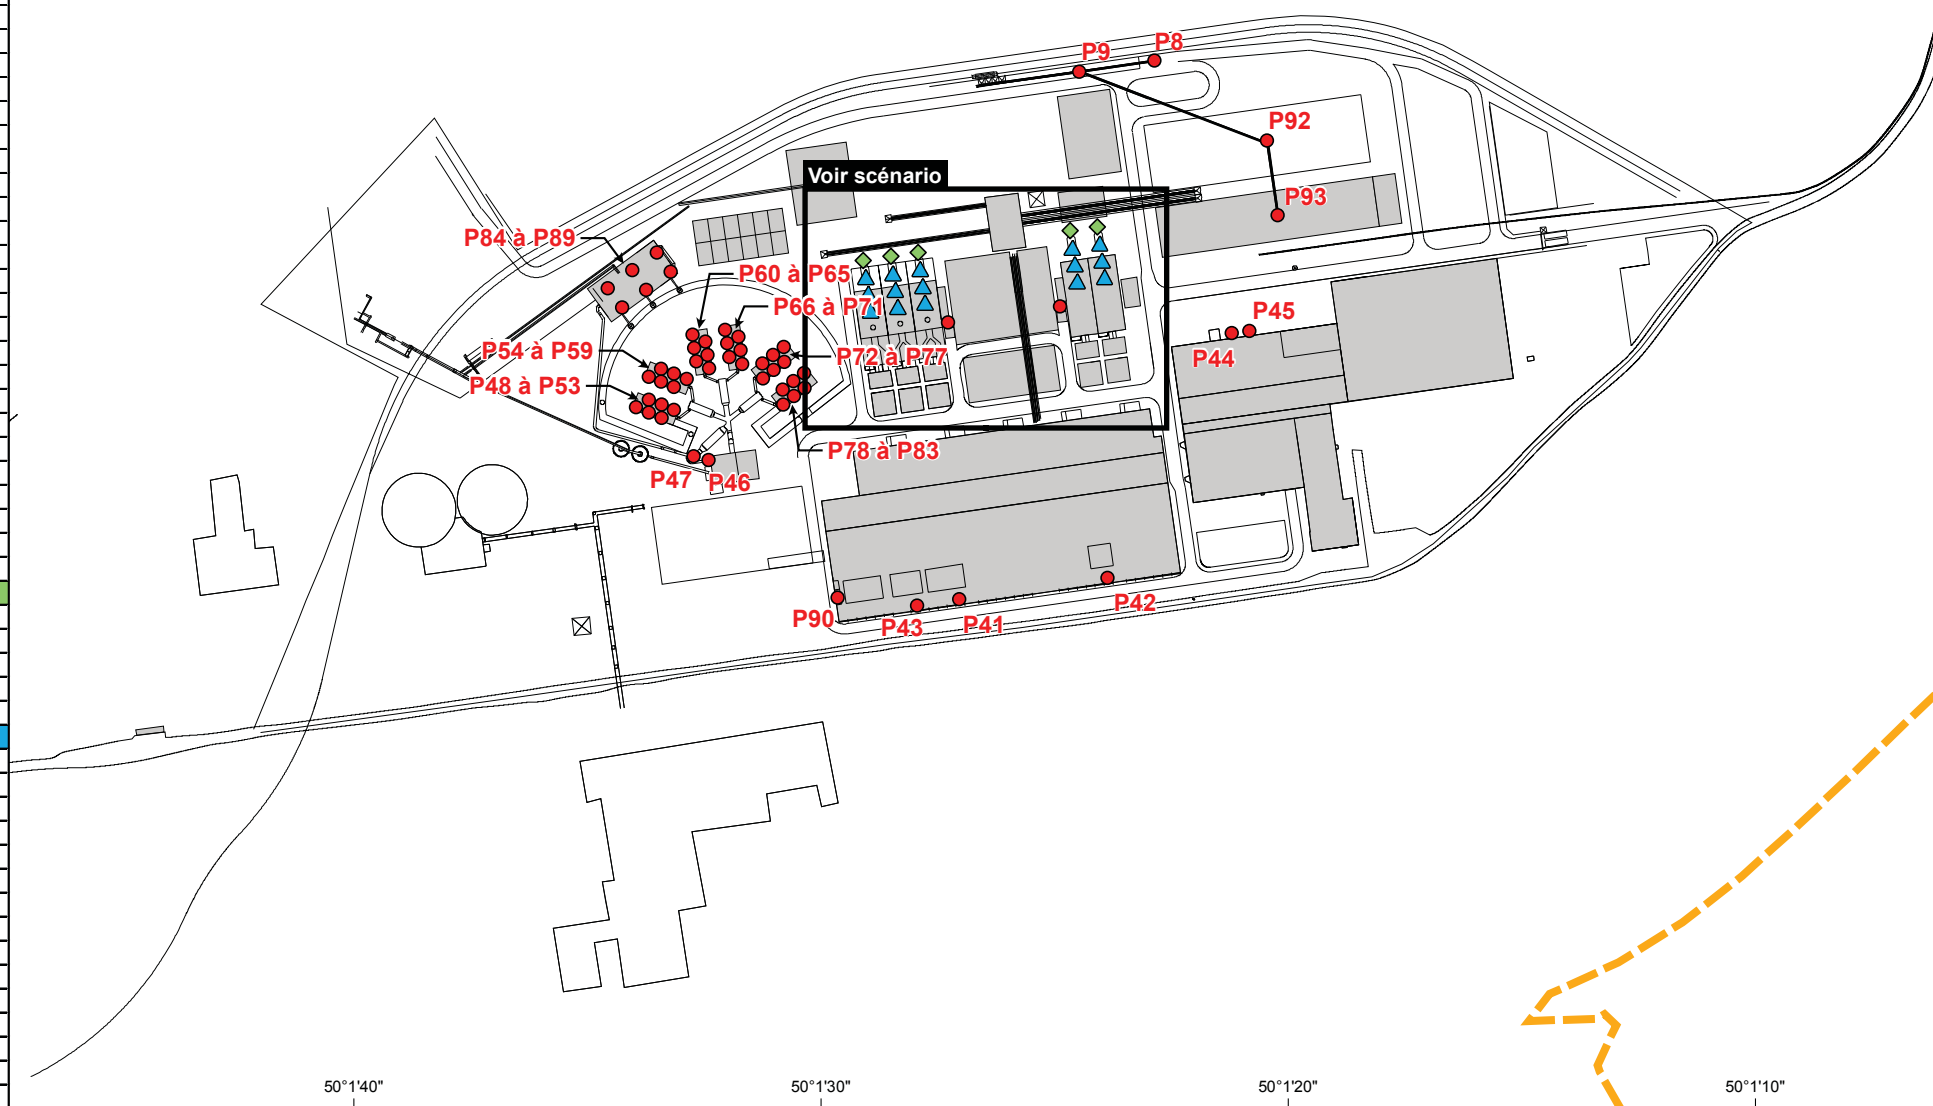 P9
P8
P92
Voir scénario
P93
P84 à P89
P60 à P65
P66 à P71
P45
P54 à P59
P72 à P77
P44
P48 à P53
P78 à P83
P47
P46
P90
P43
P41
P42
50°1'40"
50°1'30"
50°1'20"
50°1'10"